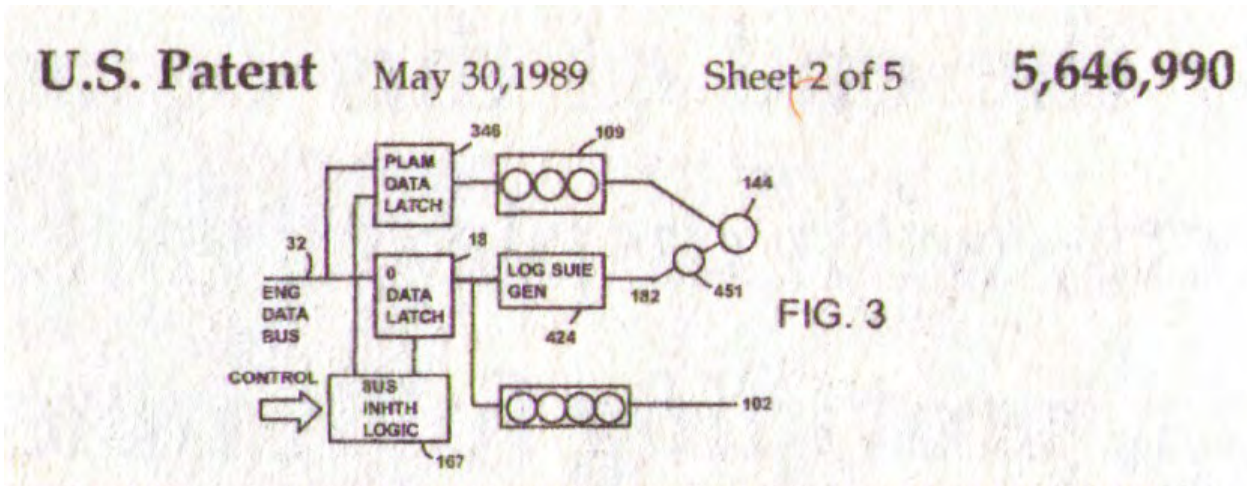 U.S. Patent May 30,1989 Sheet 2 of 5 5,646,990
346
109
PLAM
DATA
LATCH
144
32
18
0
DATA
LATCH
LOG SUIE
GEN
182
451
ENG
DATA
BUS
424
FIG. 3
CONTROL
SUS
INHTH
LOGIC
102
167